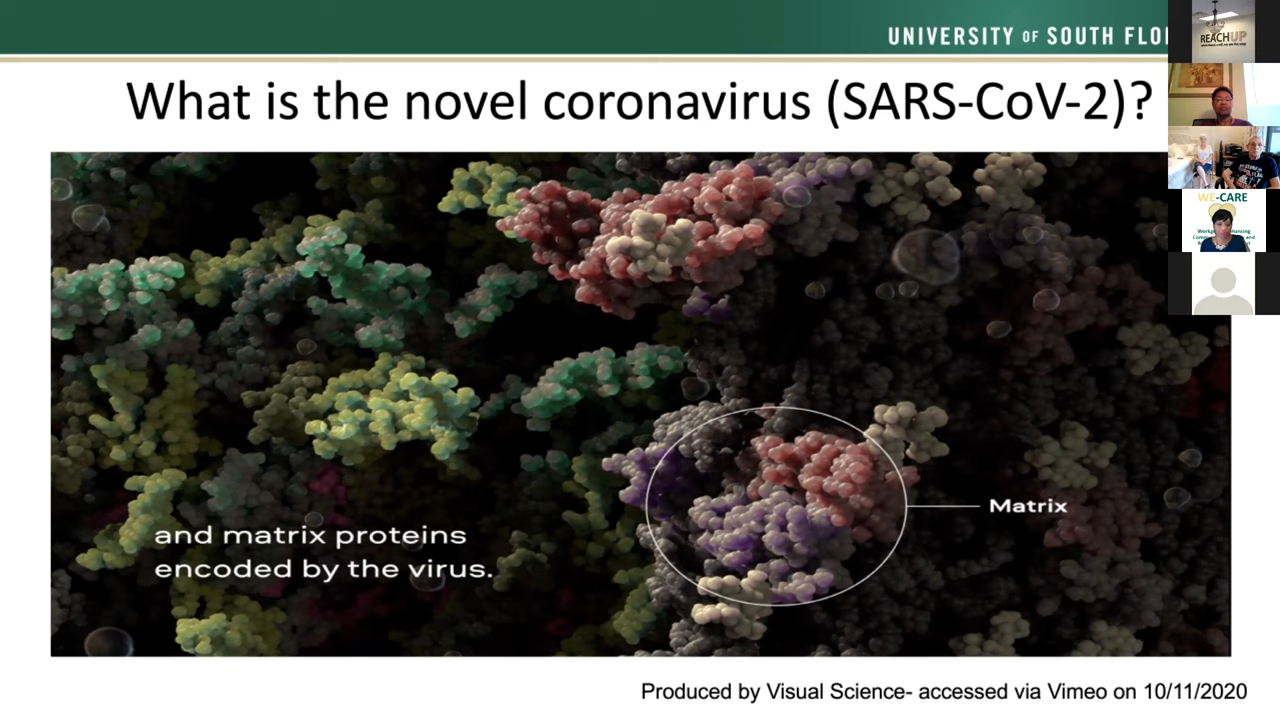 UNIVERSITY OF SOUTH FLO
What is the novel coronavirus (SARS-CoV-2)?
REACHUP
WE-CARE
and matrix proteins
encoded by the virus.
Matrix
Produced by Visual Science- accessed via Vimeo on 10/11/2020